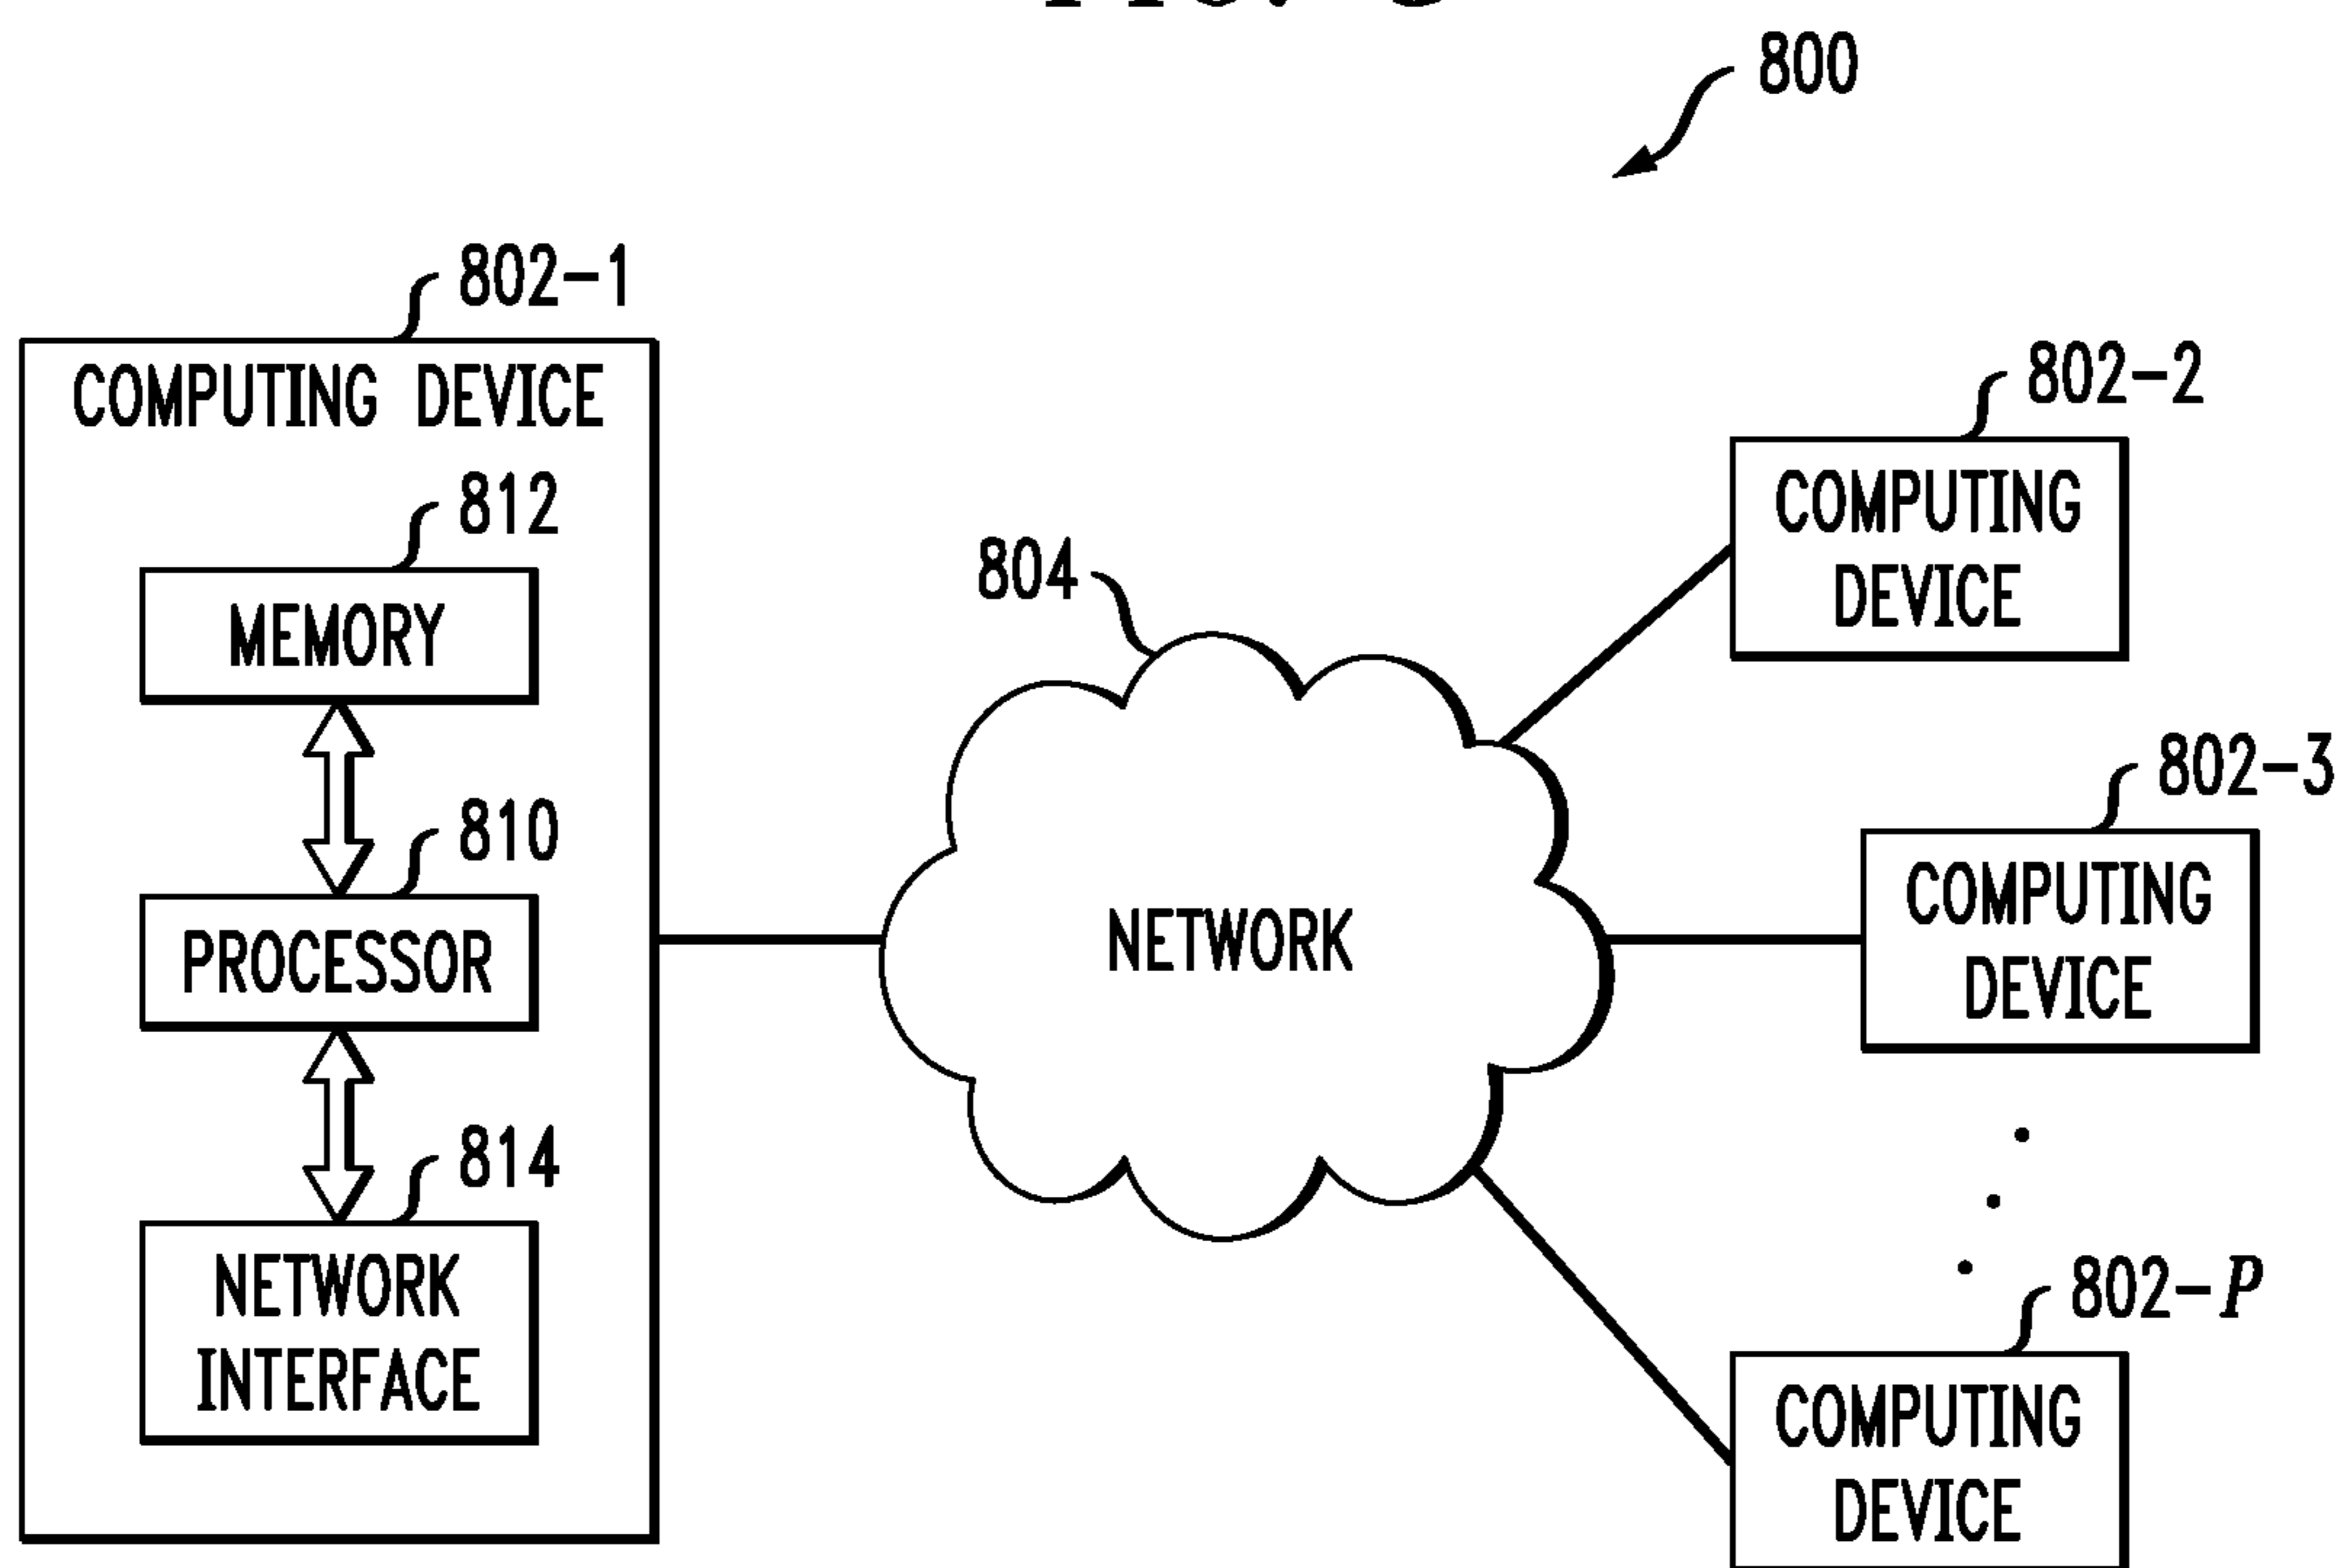 800
802-1
COMPUTING DEVICE
812
MEMORY
810
PROCESSOR
814
NETWORK
INTERFACE
804
NETWORK
802-2
COMPUTING
DEVICE
802-3
COMPUTING
DEVICE
802-P
COMPUTING
DEVICE